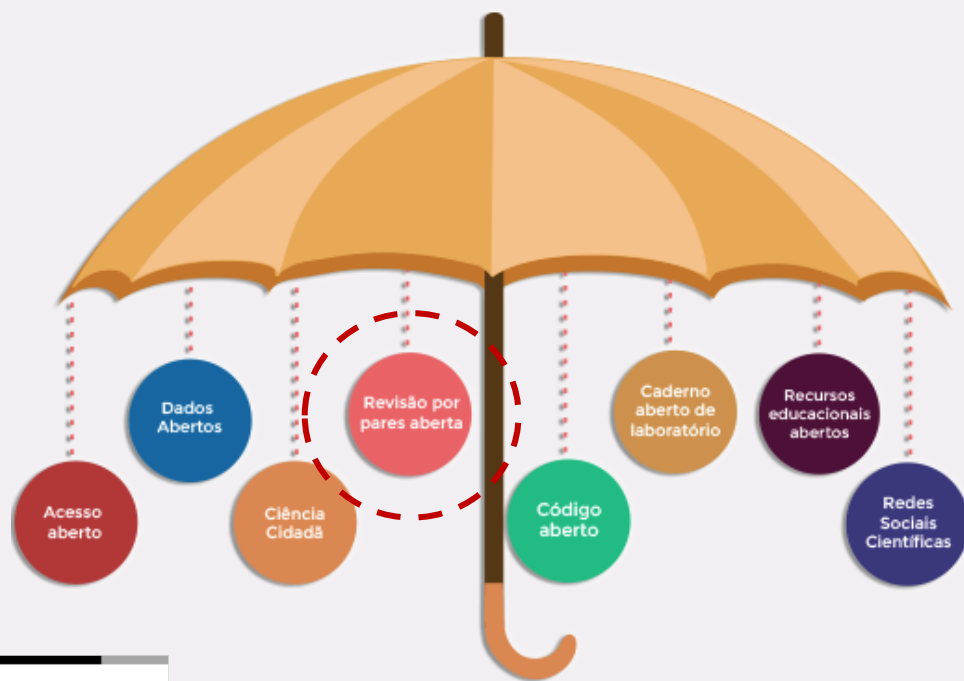 Acesso
aberto
Dados
Abertos
Ciência
Cidadã
Revisão por
pares aberta
Código
aberto
Caderno
aberto de
laboratório
Recursos
educacionais
abertos
Redes
Sociais
Científicas